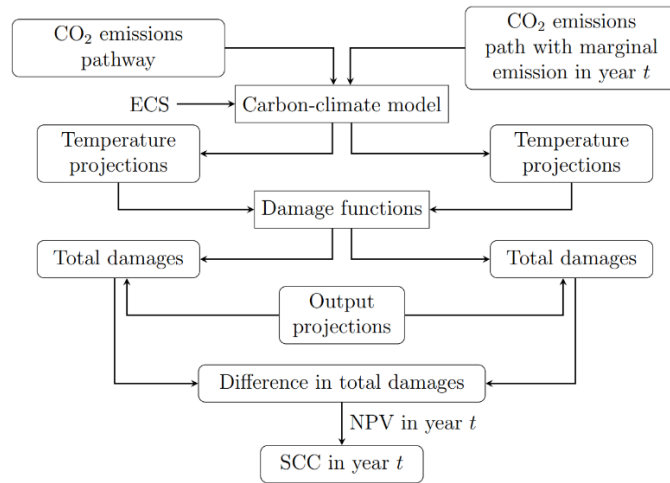 CO₂ emissions
pathway
CO₂ emissions
path with marginal
emission in year t
ECS
Carbon-climate model
Temperature
projections
Temperature
projections
Damage functions
Total damages
Total damages
Output
projections
Difference in total damages
NPV in year t
SCC in year t